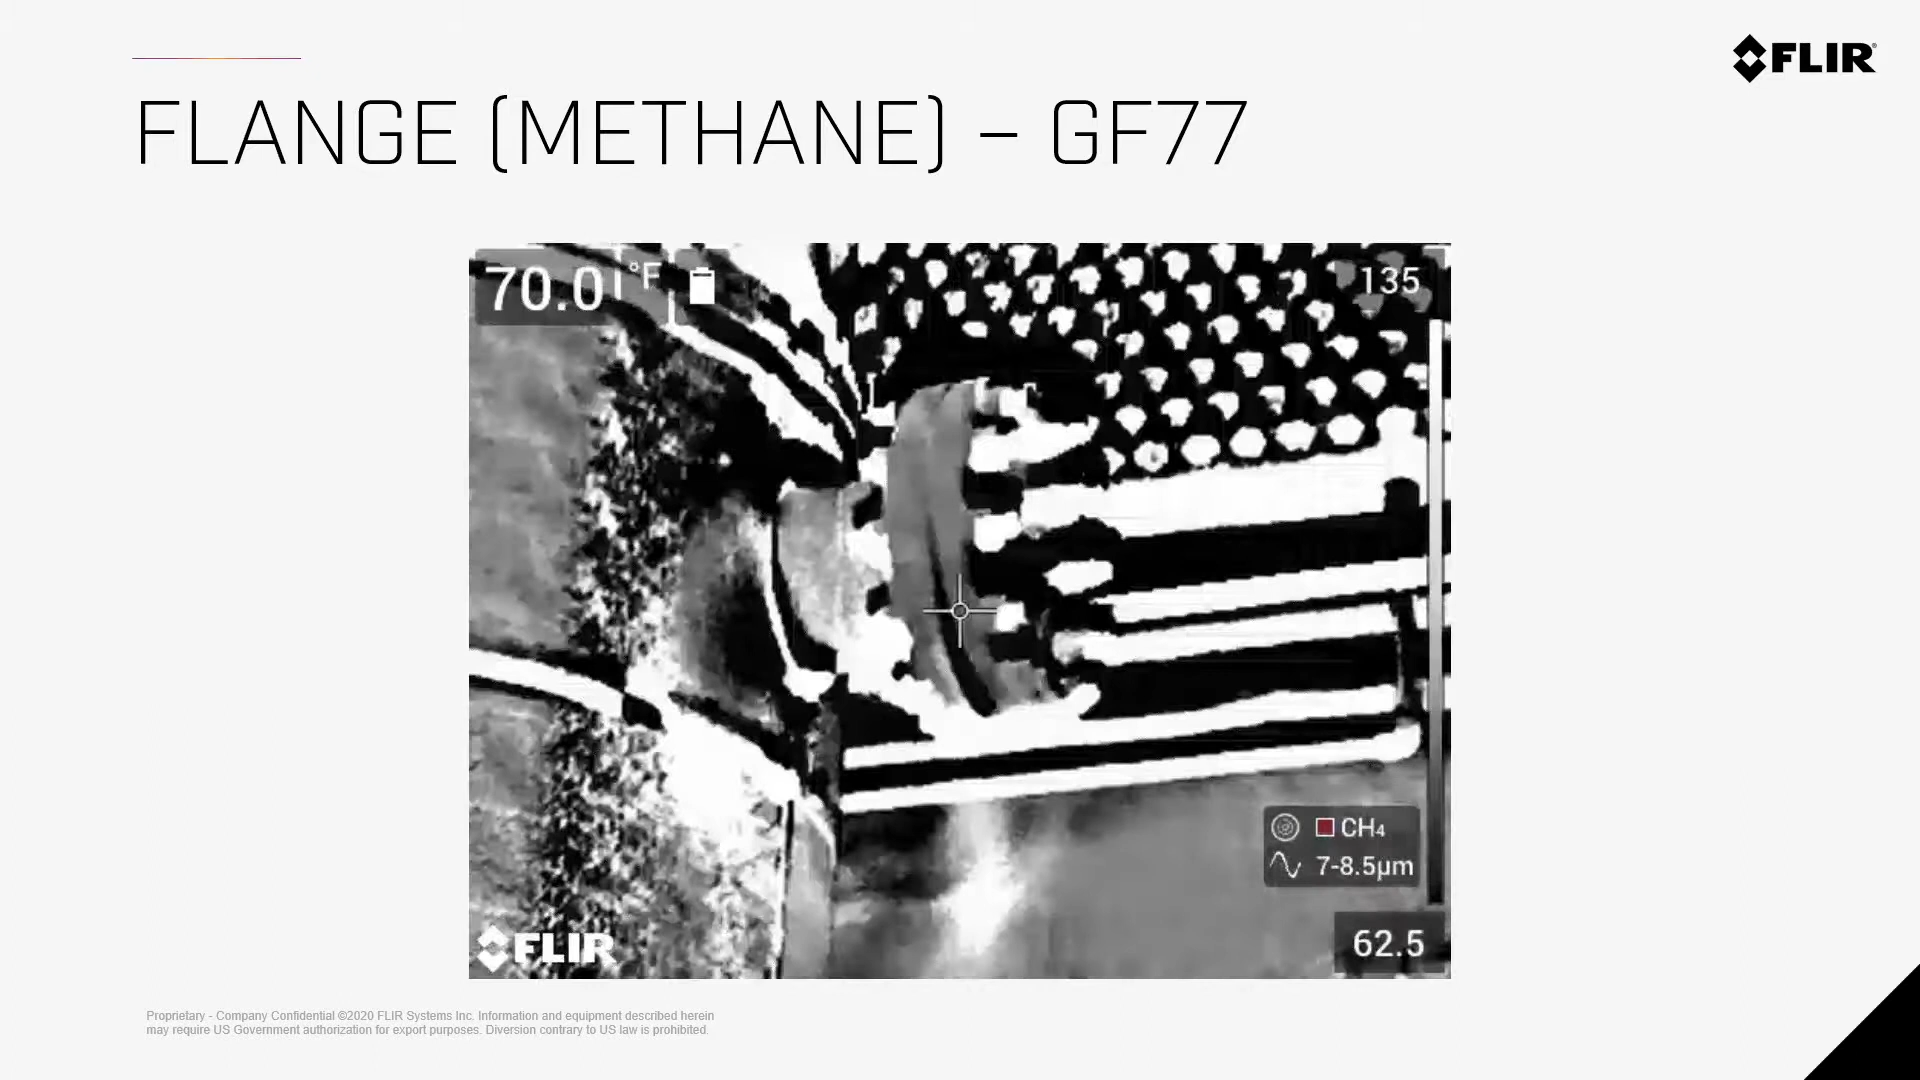 FLIR
FLANGE (METHANE) – GF77
70.0 °F
135
CH₄
7-8.5µm
62.5
FLIR
Proprietary - Company Confidential ©2020 FLIR Systems Inc. Information and equipment described herein
may require US Government authorization for export purposes. Diversion contrary to US law is prohibited.